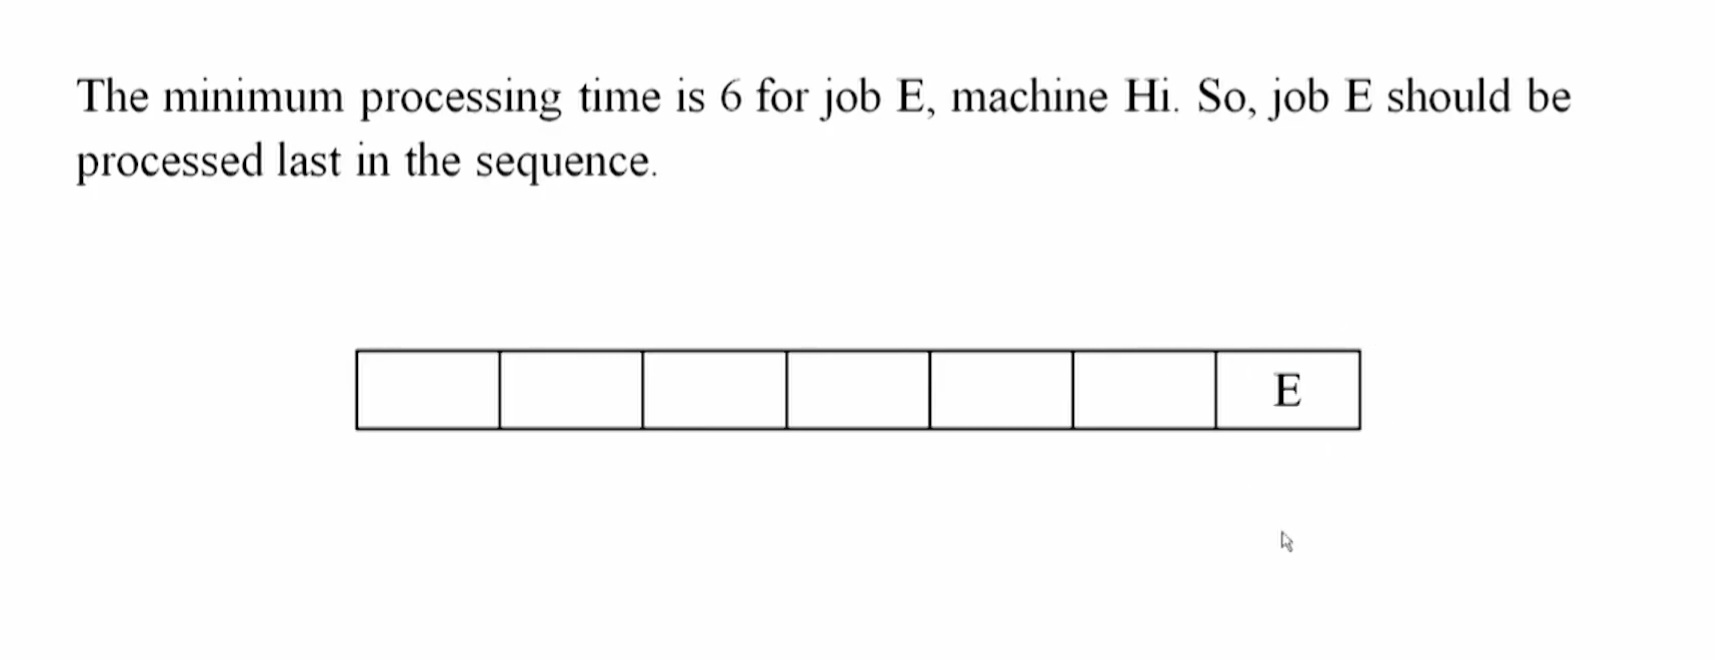 The minimum processing time is 6 for job E, machine Hi. So, job E should be
processed last in the sequence.
E